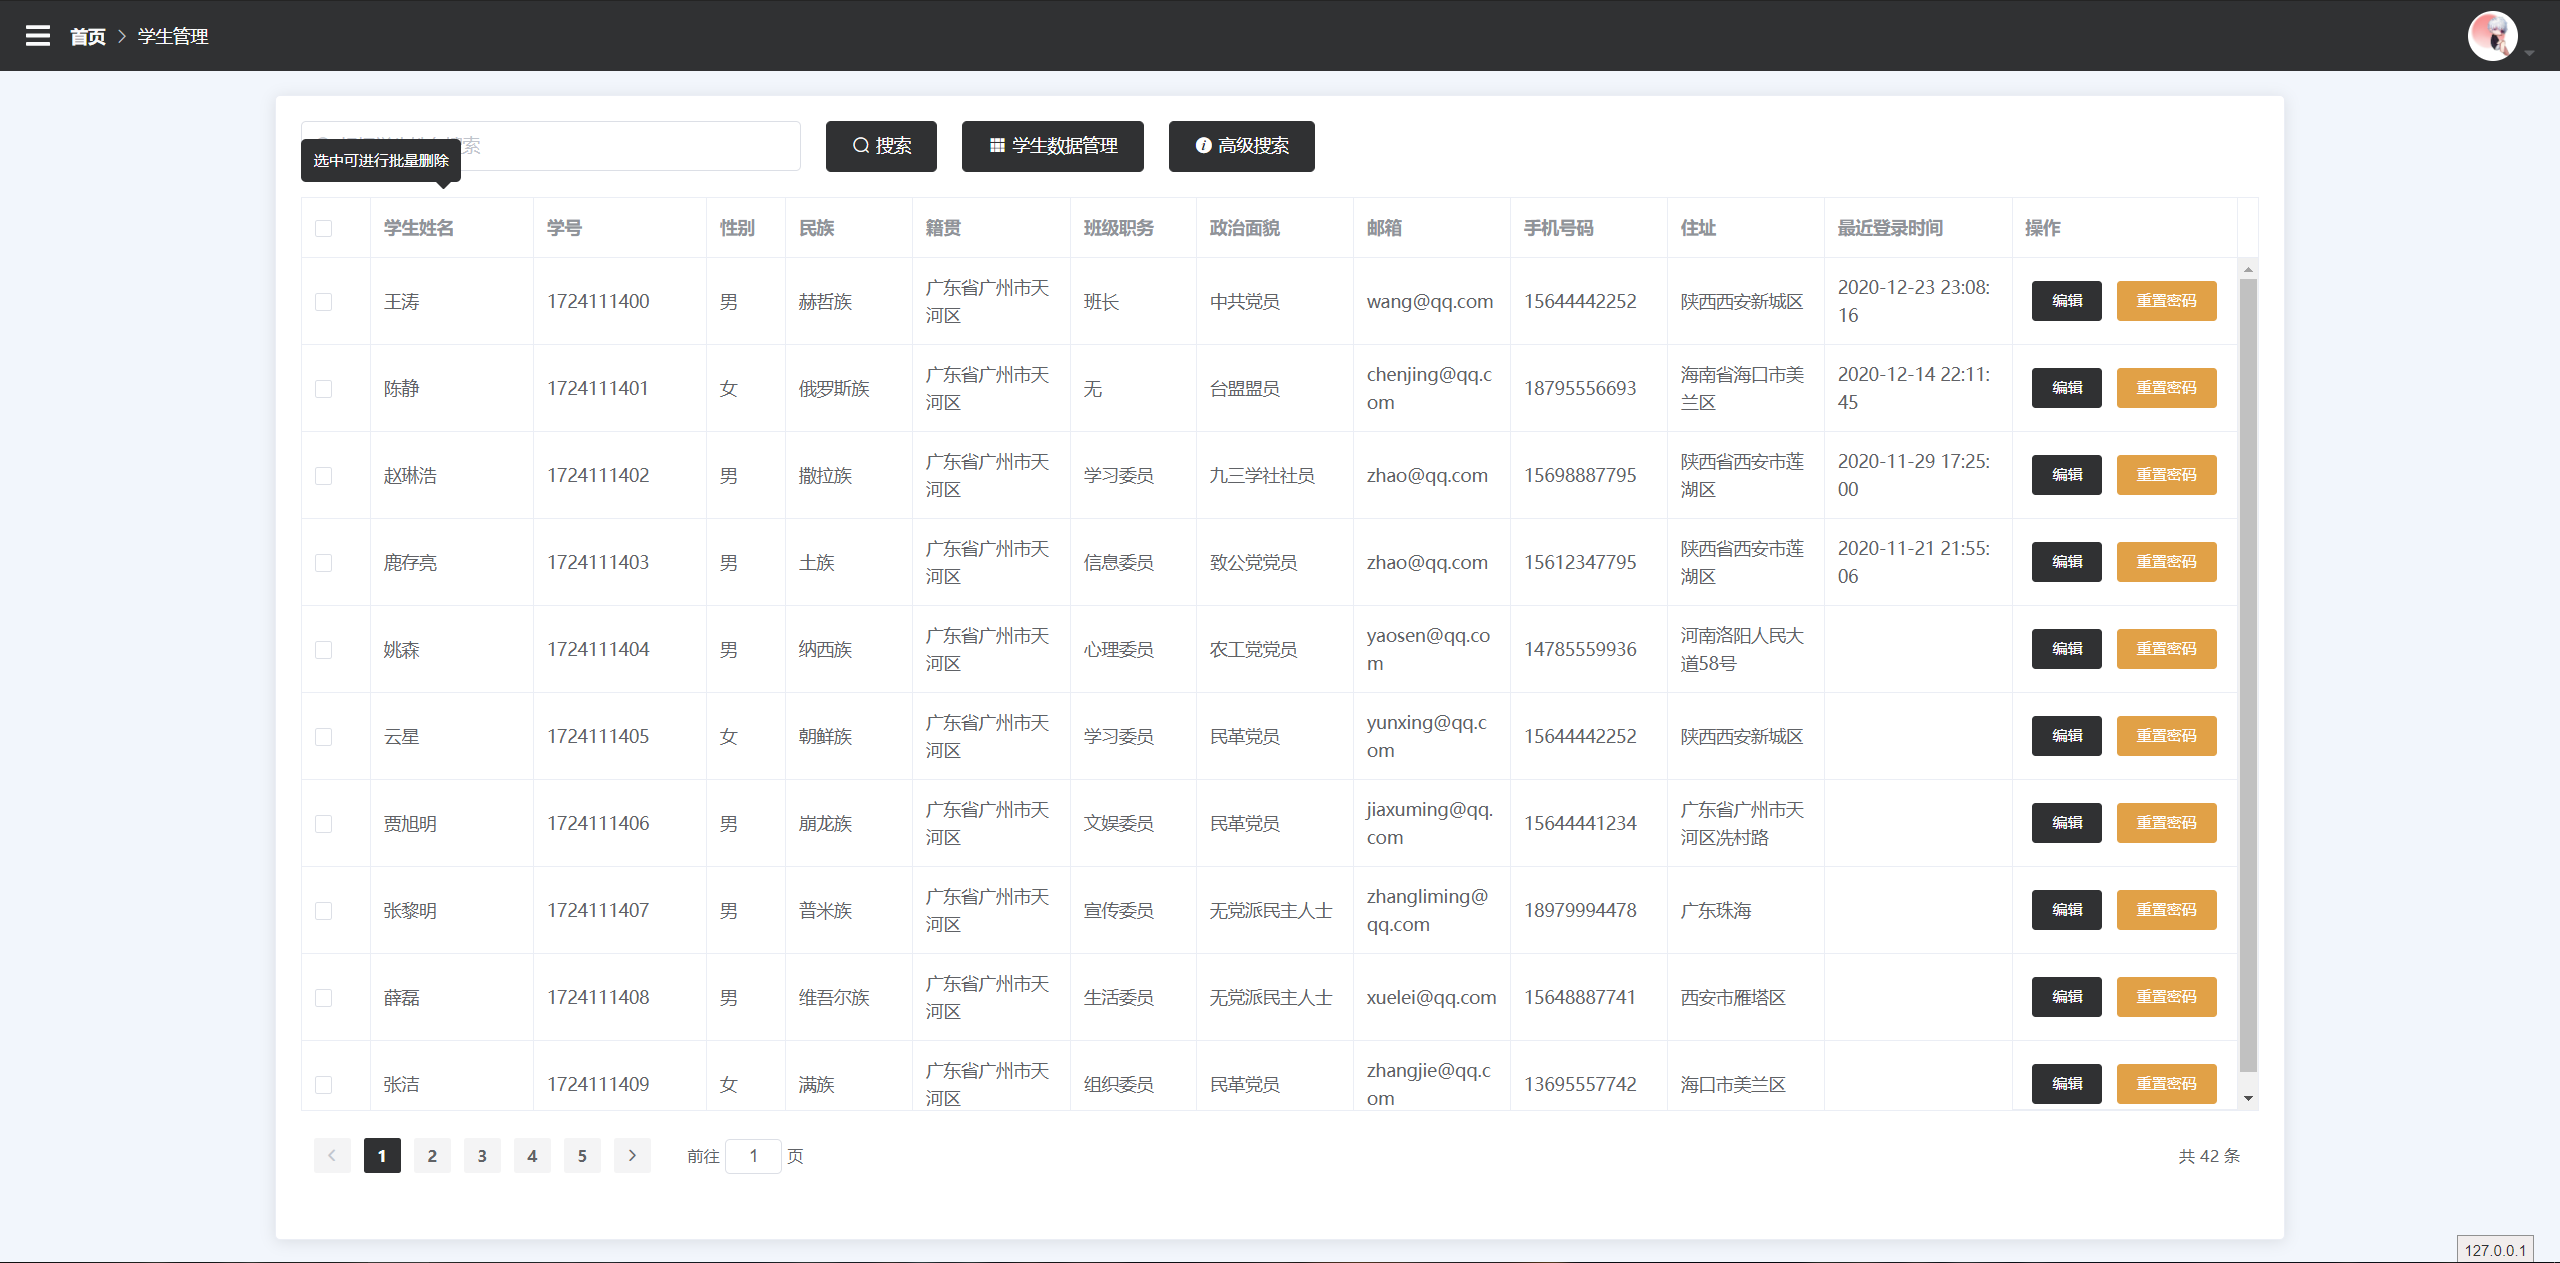 首页 > 学生管理
索
选中可进行批量删除
搜索 学生数据管理 高级搜索
学生姓名 学号 性别 民族 籍贯 班级职务 政治面貌 邮箱 手机号码 住址 最近登录时间 操作
王涛 1724111400 男 赫哲族 广东省广州市天河区 班长 中共党员 wang@qq.com 15644442252 陕西西安新城区 2020-12-23 23:08:16 编辑 重置密码
陈静 1724111401 女 俄罗斯族 广东省广州市天河区 无 台盟盟员 chenjing@qq.com 18795556693 海南省海口市美兰区 2020-12-14 22:11:45 编辑 重置密码
赵琳浩 1724111402 男 撒拉族 广东省广州市天河区 学习委员 九三学社社员 zhao@qq.com 15698887795 陕西省西安市莲湖区 2020-11-29 17:25:00 编辑 重置密码
鹿存亮 1724111403 男 土族 广东省广州市天河区 信息委员 致公党党员 zhao@qq.com 15612347795 陕西省西安市莲湖区 2020-11-21 21:55:06 编辑 重置密码
姚森 1724111404 男 纳西族 广东省广州市天河区 心理委员 农工党党员 yaosen@qq.com 14785559936 河南洛阳人民大道58号 编辑 重置密码
云星 1724111405 女 朝鲜族 广东省广州市天河区 学习委员 民革党员 yunxing@qq.com 15644442252 陕西西安新城区 编辑 重置密码
贾旭明 1724111406 男 崩龙族 广东省广州市天河区 文娱委员 民革党员 jiaxuming@qq.com 15644441234 广东省广州市天河区冼村路 编辑 重置密码
张黎明 1724111407 男 普米族 广东省广州市天河区 宣传委员 无党派民主人士 zhangliming@qq.com 18979994478 广东珠海 编辑 重置密码
薛磊 1724111408 男 维吾尔族 广东省广州市天河区 生活委员 无党派民主人士 xuelei@qq.com 15648887741 西安市雁塔区 编辑 重置密码
张洁 1724111409 女 满族 广东省广州市天河区 组织委员 民革党员 zhangjie@qq.com 13695557742 海口市美兰区 编辑 重置密码
1 2 3 4 5 前往 1 页 共 42 条
127.0.0.1